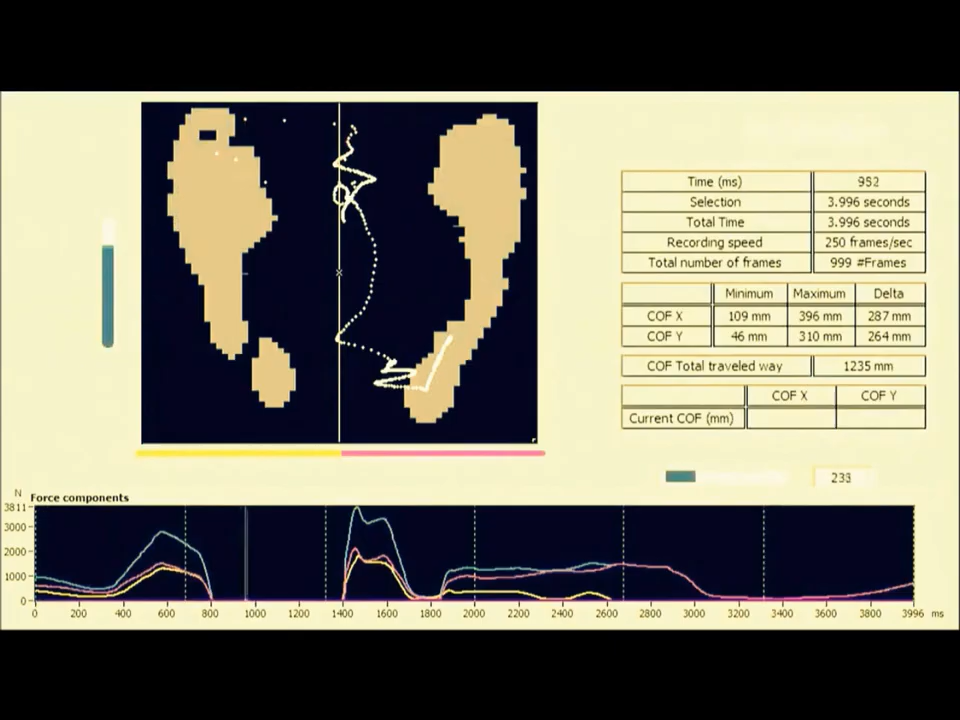 Time (ms) 952
Selection 3.996 seconds
Total Time 3.996 seconds
Recording speed 250 frames/sec
Total number of frames 999 #Frames
Minimum Maximum Delta
COF X 109 mm 396 mm 287 mm
COF Y 46 mm 310 mm 264 mm
COF Total traveled way 1235 mm
COF X COF Y
Current COF (mm)
233
N Force components
3811
3000
2000
1000
0
0 200 400 600 800 1000 1200 1400 1600 1800 2000 2200 2400 2600 2800 3000 3200 3400 3600 3800 3996 ms